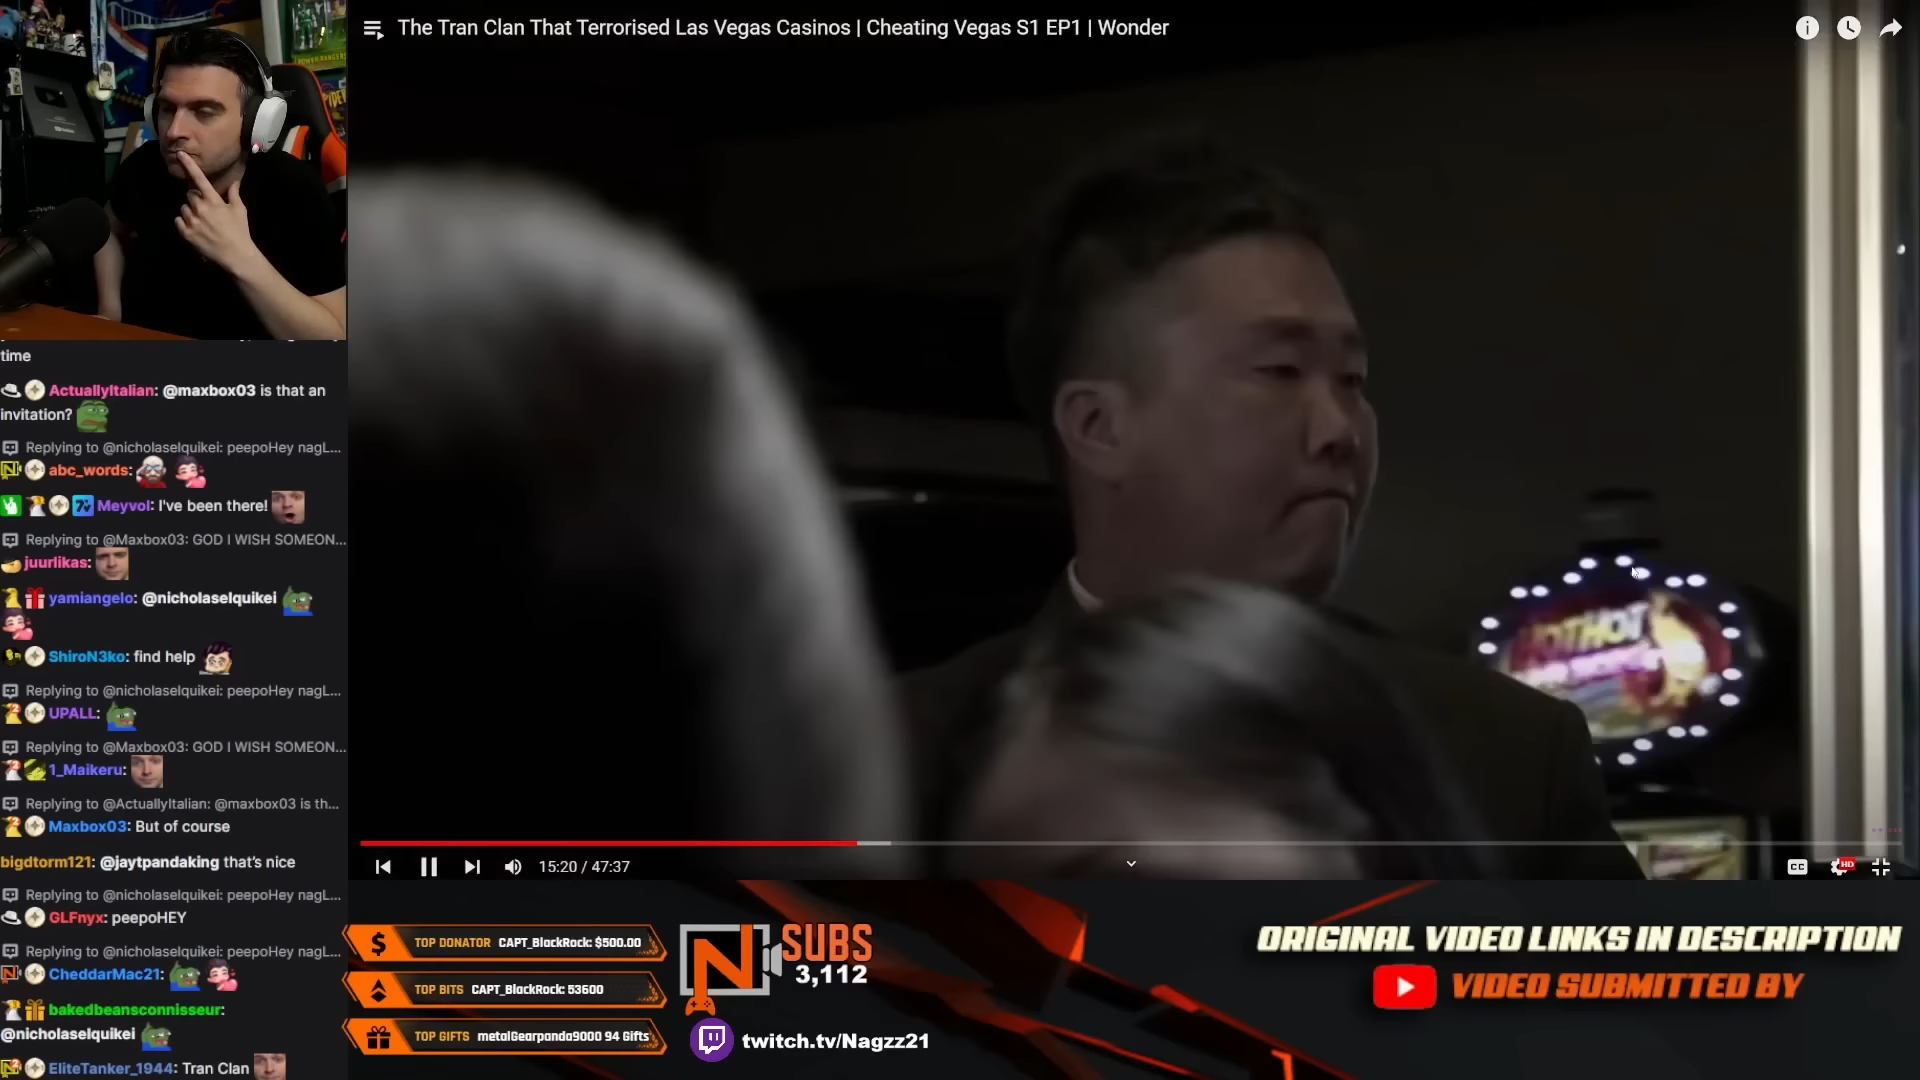 The Tran Clan That Terrorised Las Vegas Casinos | Cheating Vegas S1 EP1 | Wonder
time
ActuallyItalian: @maxbox03 is that an
invitation?
Replying to @nicholaselquikei: peepoHey nagL...
abc_words:
Meyvol: I've been there!
Replying to @Maxbox03: GOD I WISH SOMEON...
juurlikas:
yamiangelo: @nicholaselquikei
ShiroN3ko: find help
Replying to @nicholaselquikei: peepoHey nagL...
UPALL:
Replying to @Maxbox03: GOD I WISH SOMEON...
1_Maikeru:
Replying to @ActuallyItalian: @maxbox03 is th...
Maxbox03: But of course
bigdtorm121: @jaytpandaking that's nice
Replying to @nicholaselquikei: peepoHey nagL...
GLFnyx: peepoHEY
Replying to @nicholaselquikei: peepoHey nagL...
CheddarMac21:
bakedbeansconnisseur:
@nicholaselquikei
EliteTanker_1944: Tran Clan
HOTHOT
15:20 / 47:37
CC
HD
TOP DONATOR CAPT_BlackRock: $500.00
TOP BITS CAPT_BlackRock: 53600
TOP GIFTS metalGearpanda9000 94 Gifts
N SUBS
3,112
twitch.tv/Nagzz21
ORIGINAL VIDEO LINKS IN DESCRIPTION
VIDEO SUBMITTED BY